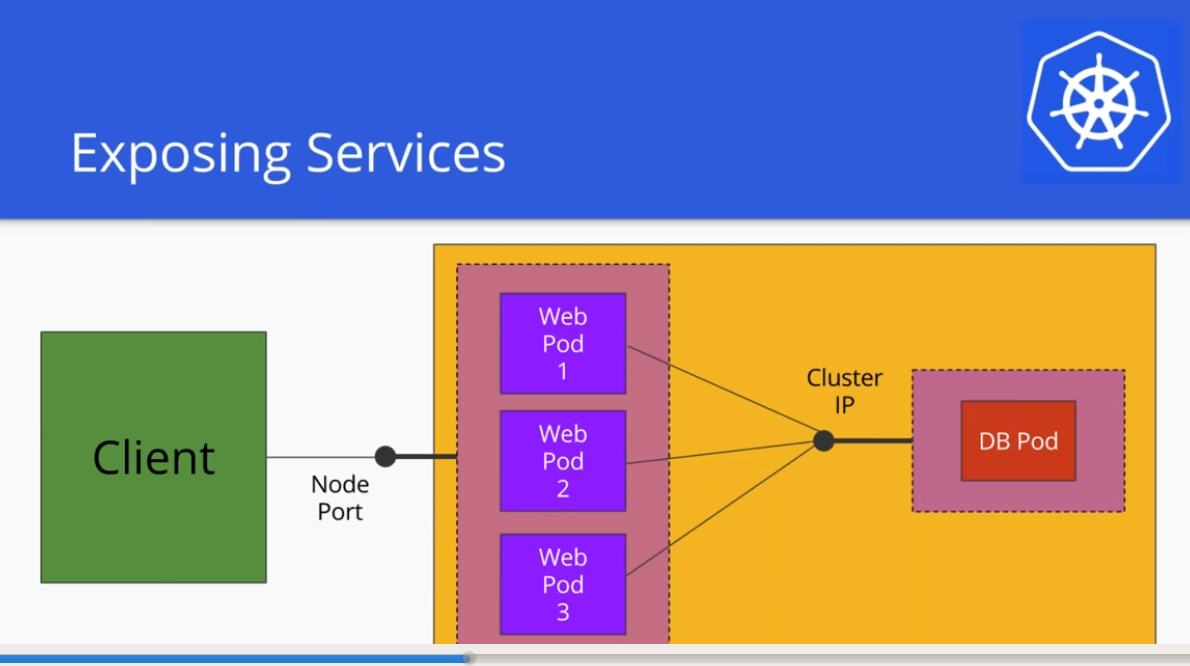 Exposing Services
Client
Node
Port
Web
Pod
1
Web
Pod
2
Web
Pod
3
Cluster
IP
DB Pod